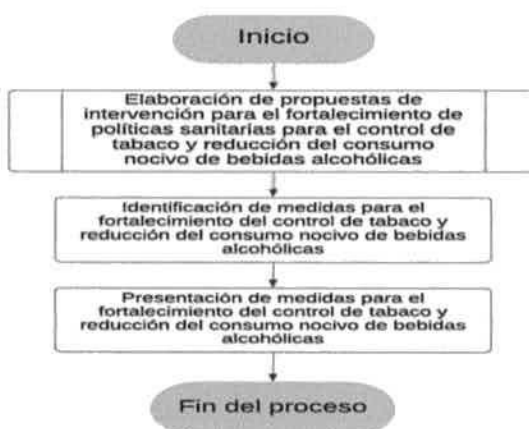 Inicio
Elaboración de propuestas de
intervención para el fortalecimiento de
políticas sanitarias para el control de
tabaco y reducción del consumo
nocivo de bebidas alcohólicas
Identificación de medidas para el
fortalecimiento del control de tabaco y
reducción del consumo nocivo de bebidas
alcohólicas
Presentación de medidas para el
fortalecimiento del control de tabaco y
reducción del consumo nocivo de bebidas
alcohólicas
Fin del proceso